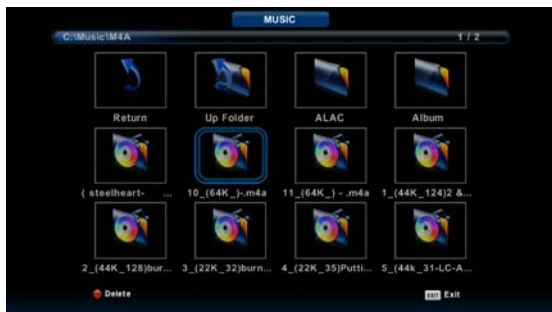 MUSIC
C:\Music\M4A 1 / 2
Return Up Folder ALAC Album
( steelheart- ... 10_(64K_)-.m4a 11_(64K_) - .m4a 1_(44K_124)2 &...
2_(44K_128)bur... 3_(22K_32)burn... 4_(22K_35)Putti... 5_(44k_31-LC-A...
Delete EXIT Exit